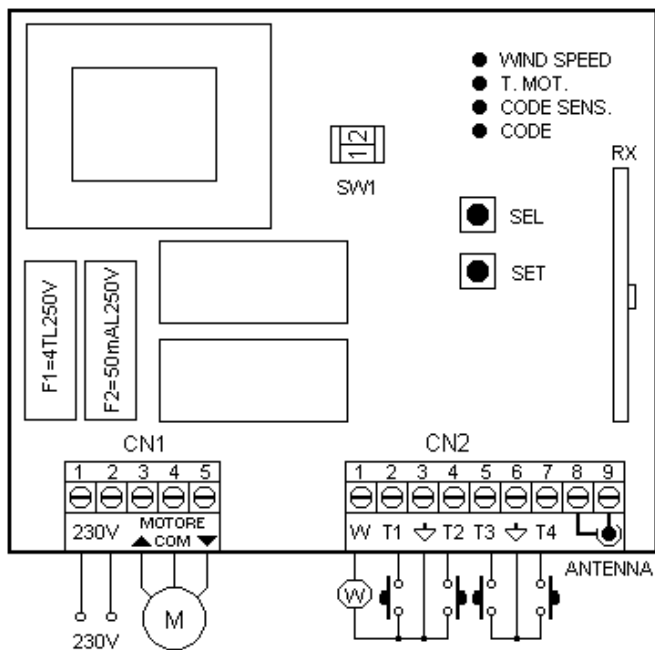 WIND SPEED
T. MOT.
CODE SENS.
CODE
RX
1 2
SW1
SEL
SET
F1=4TL250V
F2=50mAL250V
CN1
CN2
1 2 3 4 5
1 2 3 4 5 6 7 8 9
230V
MOTORE
COM
W T1 T2 T3 T4
ANTENNA
230V
M
W